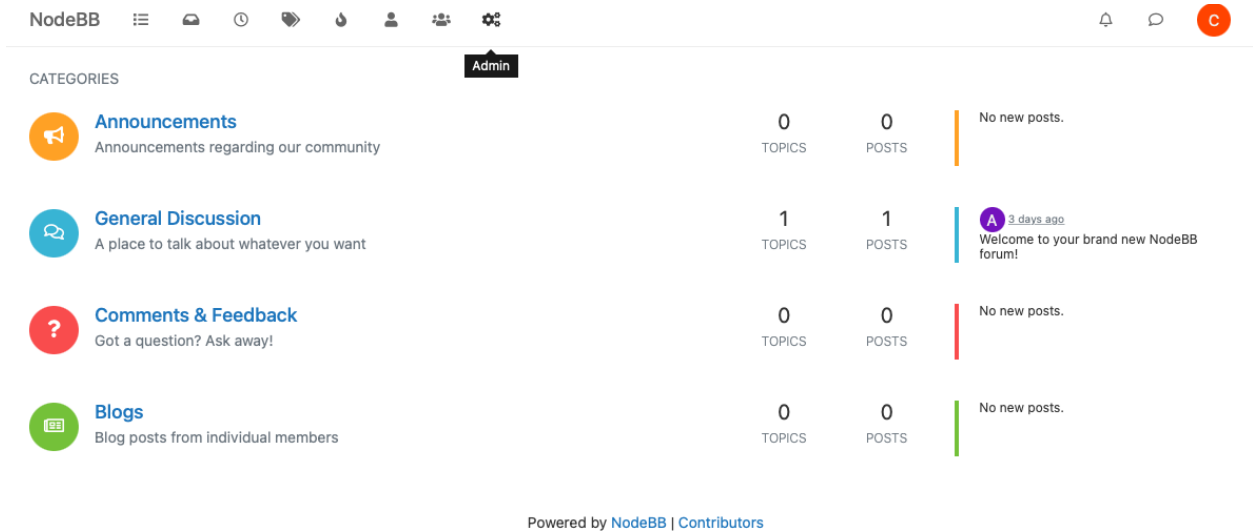 NodeBB
C
Admin
CATEGORIES
Announcements
Announcements regarding our community
0
TOPICS
0
POSTS
No new posts.
General Discussion
A place to talk about whatever you want
1
TOPICS
1
POSTS
A 3 days ago
Welcome to your brand new NodeBB
forum!
Comments & Feedback
Got a question? Ask away!
0
TOPICS
0
POSTS
No new posts.
Blogs
Blog posts from individual members
0
TOPICS
0
POSTS
No new posts.
Powered by NodeBB | Contributors